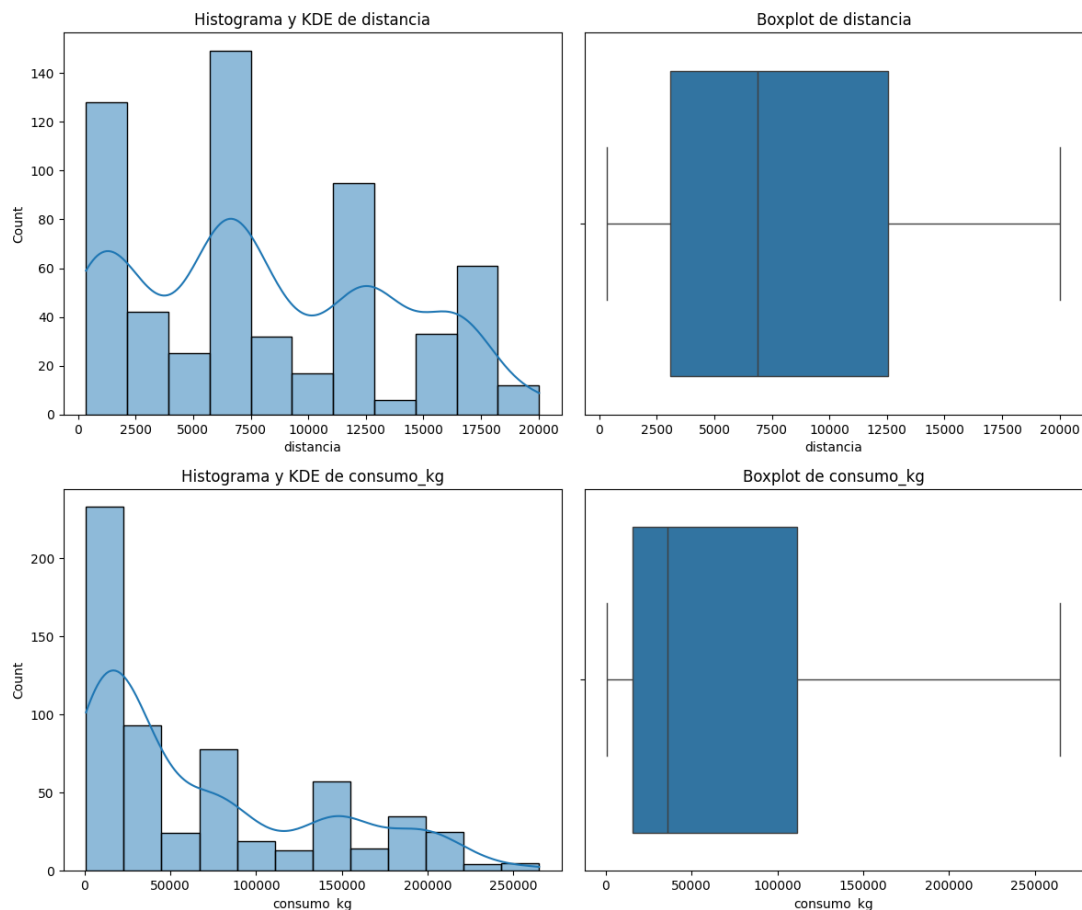 Histograma y KDE de distancia
Boxplot de distancia
Count
140
120
100
80
60
40
20
0
0 2500 5000 7500 10000 12500 15000 17500 20000
distancia
0 2500 5000 7500 10000 12500 15000 17500 20000
distancia
Histograma y KDE de consumo_kg
Boxplot de consumo_kg
Count
200
150
100
50
0
0 50000 100000 150000 200000 250000
consumo_kg
0 50000 100000 150000 200000 250000
consumo_kg